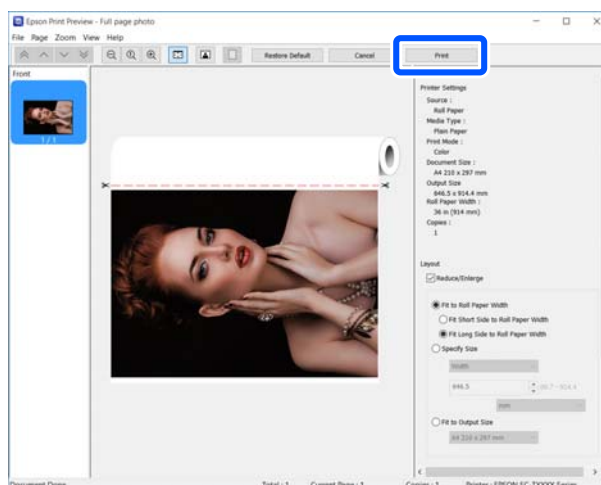 Epson Print Preview - Full page photo
File Page Zoom View Help
Restore Default Cancel Print
Front
1 / 1
Printer Settings
Source :
Roll Paper
Media Type :
Plain Paper
Print Mode :
Color
Document Size :
A4 210 x 297 mm
Output Size
646.5 x 914.4 mm
Roll Paper Width :
36 in (914 mm)
Copies :
1
Layout
Reduce/Enlarge
Fit to Roll Paper Width
Fit Short Side to Roll Paper Width
Fit Long Side to Roll Paper Width
Specify Size
Width
646.5
mm
Fit to Output Size
A4 210 x 297 mm
Document Done Total : 1 Current Page : 1 Copies : 1 Printer : EPSON SC-TXXXX Series